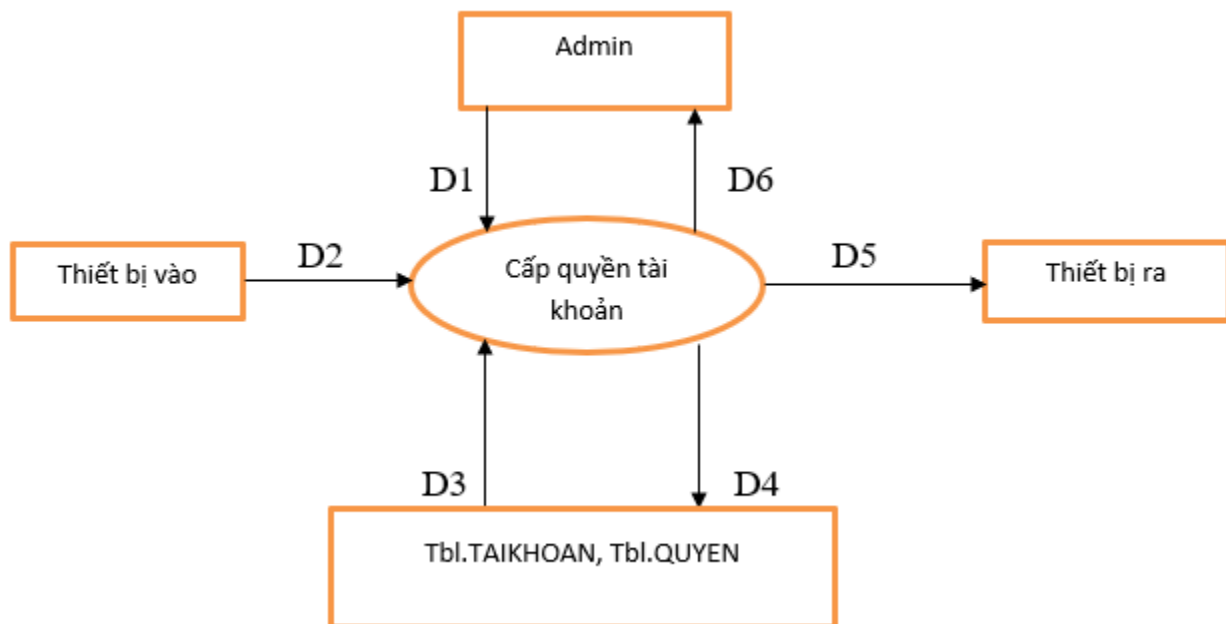 Admin
D1
D6
Thiết bị vào
D2
Cấp quyền tài
khoản
D5
Thiết bị ra
D3
D4
Tbl.TAIKHOAN, Tbl.QUYEN